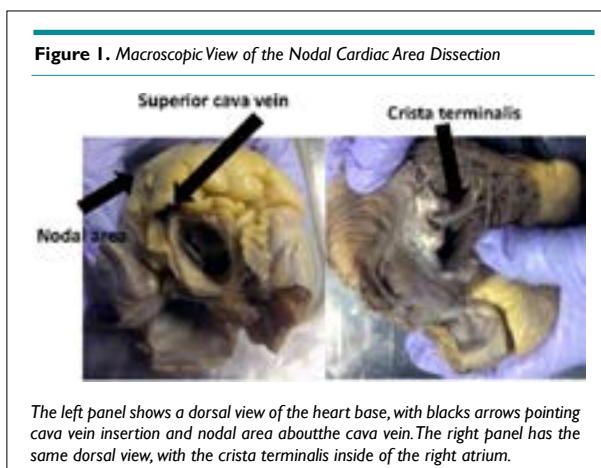 Figure 1. Macroscopic View of the Nodal Cardiac Area Dissection
Superior cava vein
Crista terminalis
Nodal area
The left panel shows a dorsal view of the heart base, with blacks arrows pointing
cava vein insertion and nodal area aboutthe cava vein. The right panel has the
same dorsal view, with the crista terminalis inside of the right atrium.